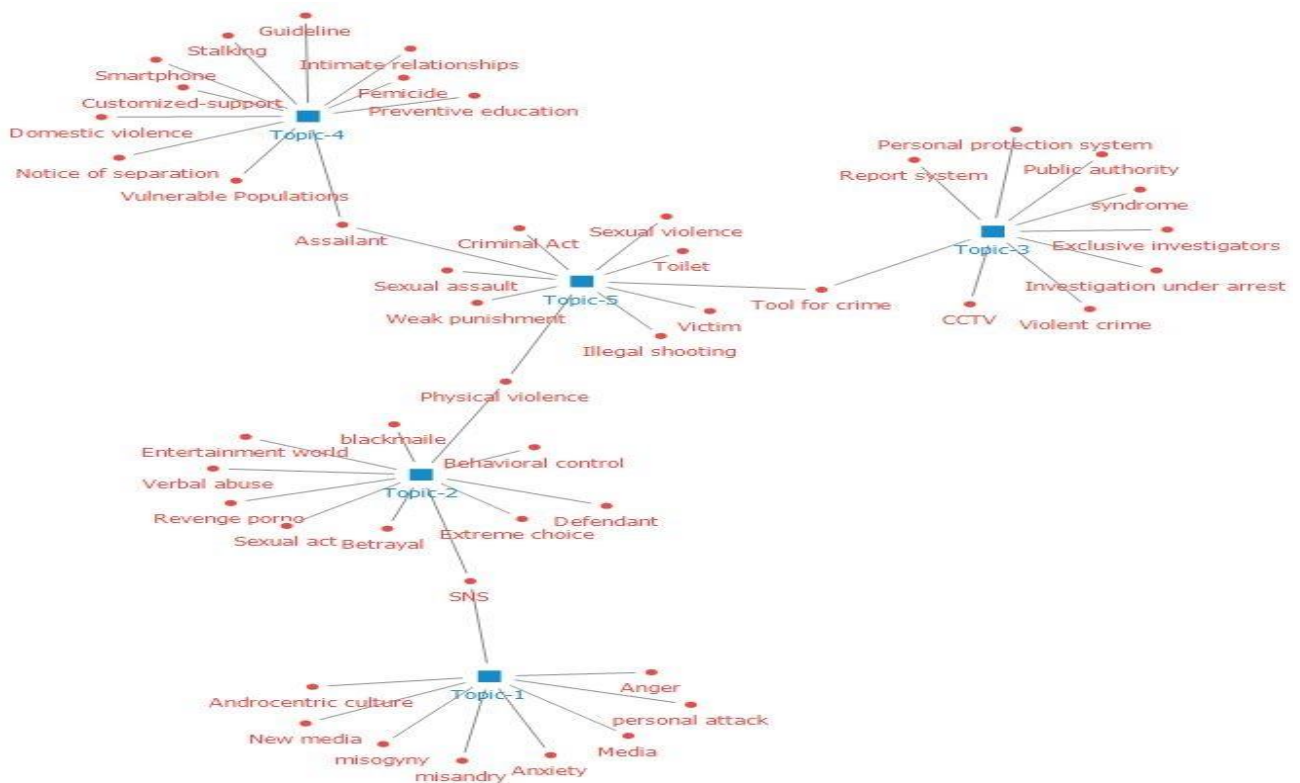 Guideline
Stalking
Intimate relationships
Smartphone
Femicide
Customized-support
Preventive education
Domestic violence
Topic-4
Notice of separation
Vulnerable Populations
Assailant
Personal protection system
Report system
Public authority
syndrome
Topic-3
Exclusive investigators
Investigation under arrest
CCTV
Violent crime
Tool for crime
Sexual violence
Criminal Act
Toilet
Sexual assault
Topic-5
Weak punishment
Victim
Illegal shooting
Physical violence
blackmaile
Entertainment world
Behavioral control
Verbal abuse
Topic-2
Revenge porno
Defendant
Sexual act
Betrayal
Extreme choice
SNS
Topic-1
Anger
Androcentric culture
personal attack
New media
Media
misogyny
Anxiety
misandry